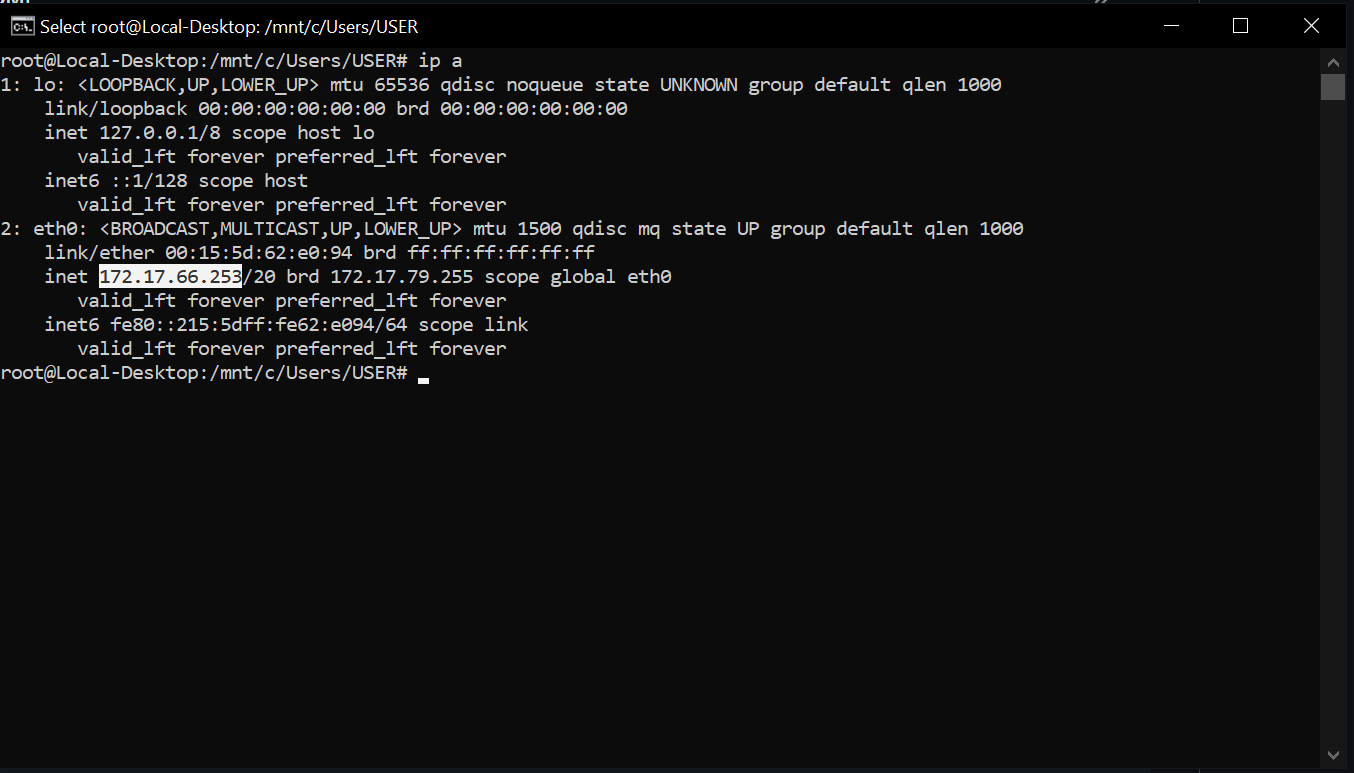 Select root@Local-Desktop: /mnt/c/Users/USER
root@Local-Desktop:/mnt/c/Users/USER# ip a
1: lo: <LOOPBACK,UP,LOWER_UP> mtu 65536 qdisc noqueue state UNKNOWN group default qlen 1000
    link/loopback 00:00:00:00:00:00 brd 00:00:00:00:00:00
    inet 127.0.0.1/8 scope host lo
       valid_lft forever preferred_lft forever
    inet6 ::1/128 scope host
       valid_lft forever preferred_lft forever
2: eth0: <BROADCAST,MULTICAST,UP,LOWER_UP> mtu 1500 qdisc mq state UP group default qlen 1000
    link/ether 00:15:5d:62:e0:94 brd ff:ff:ff:ff:ff:ff
    inet 172.17.66.253/20 brd 172.17.79.255 scope global eth0
       valid_lft forever preferred_lft forever
    inet6 fe80::215:5dff:fe62:e094/64 scope link
       valid_lft forever preferred_lft forever
root@Local-Desktop:/mnt/c/Users/USER#